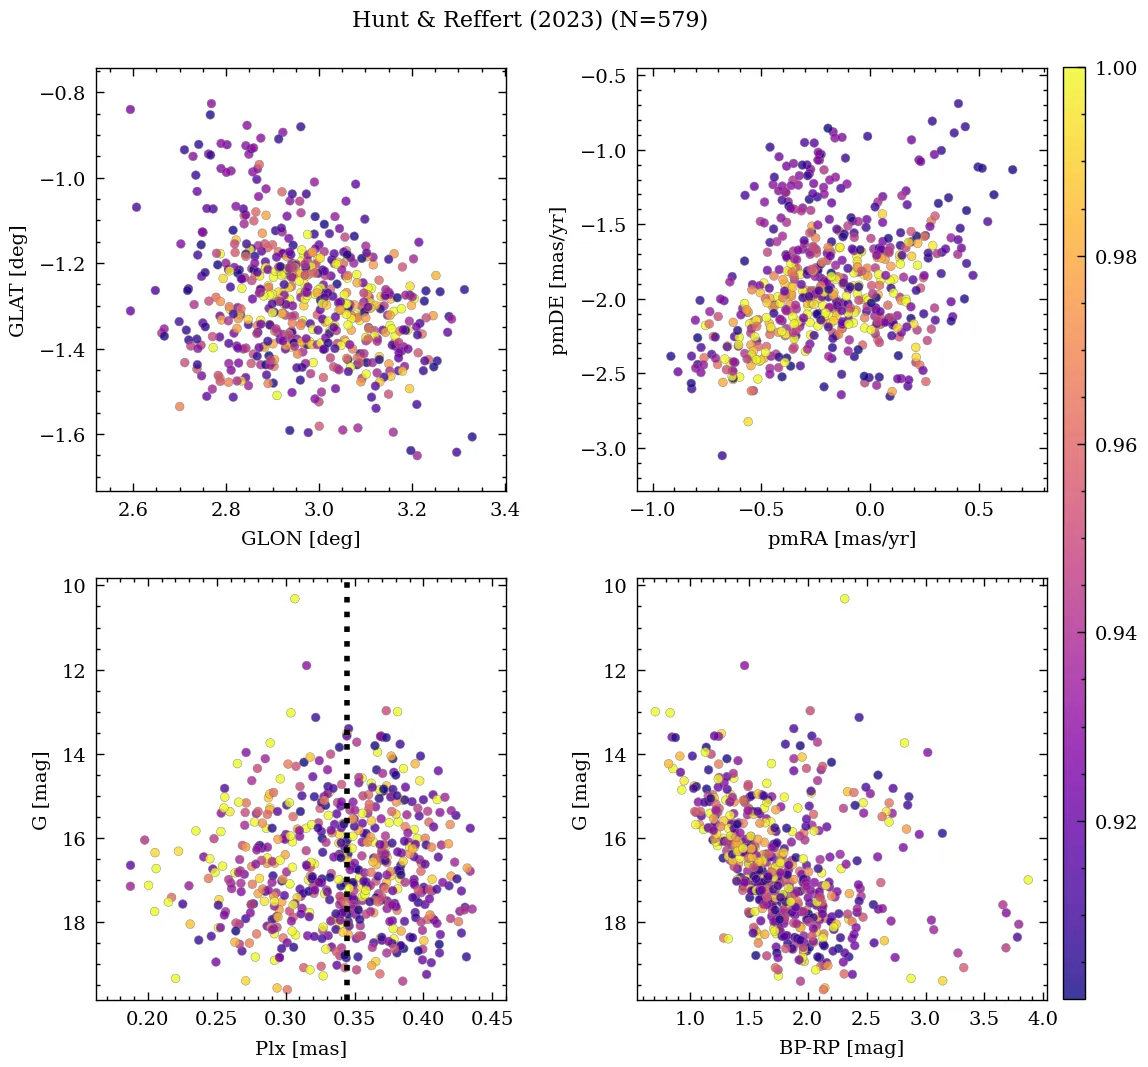 Hunt & Reffert (2023) (N=579)
−0.8
−1.0
−1.2
−1.4
−1.6
GLAT [deg]
2.6 2.8 3.0 3.2 3.4
GLON [deg]
−0.5
−1.0
−1.5
−2.0
−2.5
−3.0
pmDE [mas/yr]
−1.0 −0.5 0.0 0.5
pmRA [mas/yr]
1.00
0.98
0.96
0.94
0.92
10
12
14
16
18
G [mag]
0.20 0.25 0.30 0.35 0.40 0.45
Plx [mas]
10
12
14
16
18
G [mag]
1.0 1.5 2.0 2.5 3.0 3.5 4.0
BP-RP [mag]